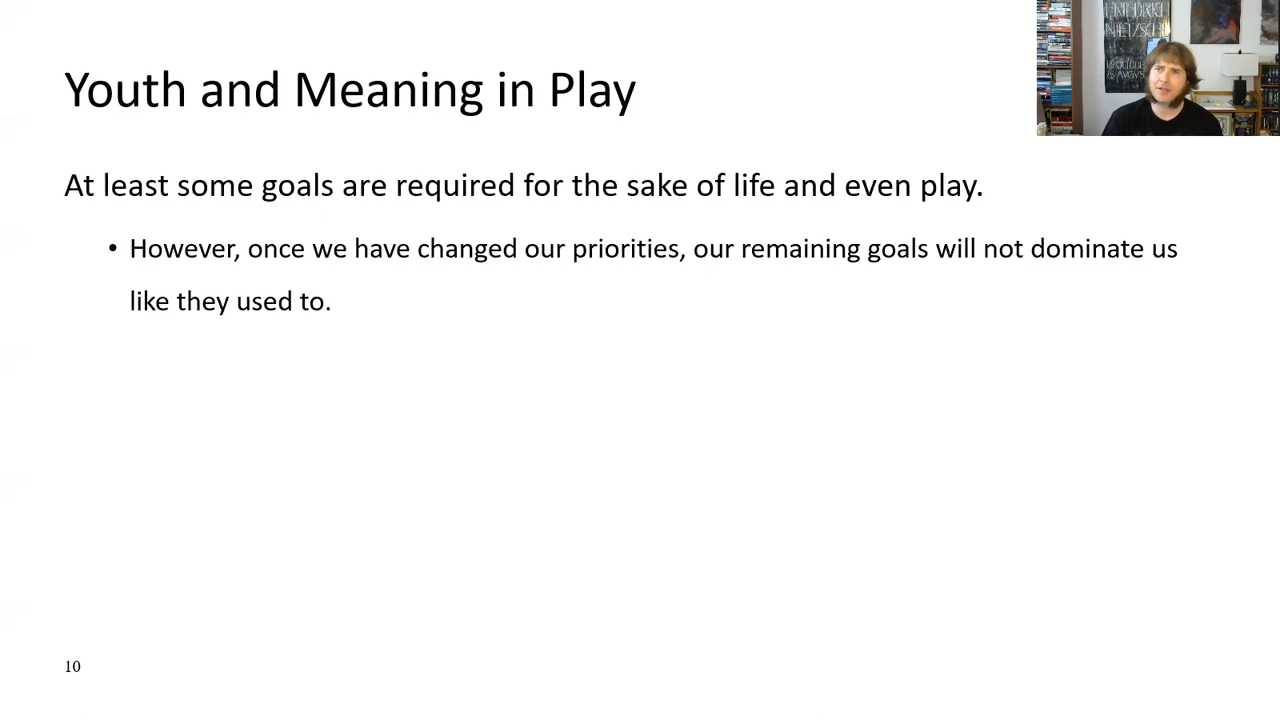 Youth and Meaning in Play
FRIEDRICH
NIETZSCHE
At least some goals are required for the sake of life and even play.
• However, once we have changed our priorities, our remaining goals will not dominate us
like they used to.
10